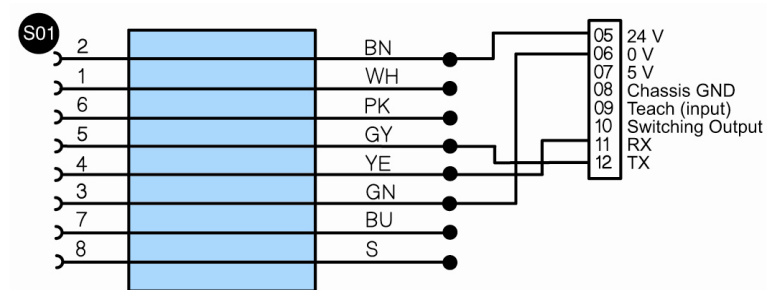 S01
2 BN
1 WH
6 PK
5 GY
4 YE
3 GN
7 BU
8 S
05 24 V
06 0 V
07 5 V
08 Chassis GND
09 Teach (input)
10 Switching Output
11 RX
12 TX